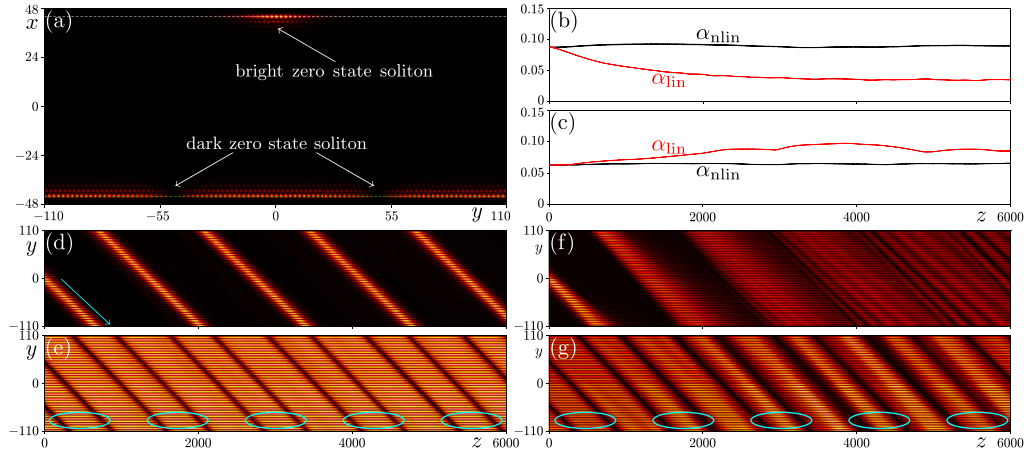 48
x
(a)
24
0
−24
−48
bright zero state soliton
dark zero state soliton
−110
−55
0
55
y
110
0.15
(b)
0.10
0.05
0
αnlin
αlin
0.15
(c)
0.10
0.05
0
αlin
αnlin
0
2000
4000
z
6000
110
y
(d)
0
−110
110
y
(f)
0
−110
110
y
(e)
0
−110
0
2000
4000
z
6000
110
y
(g)
0
−110
0
2000
4000
z
6000